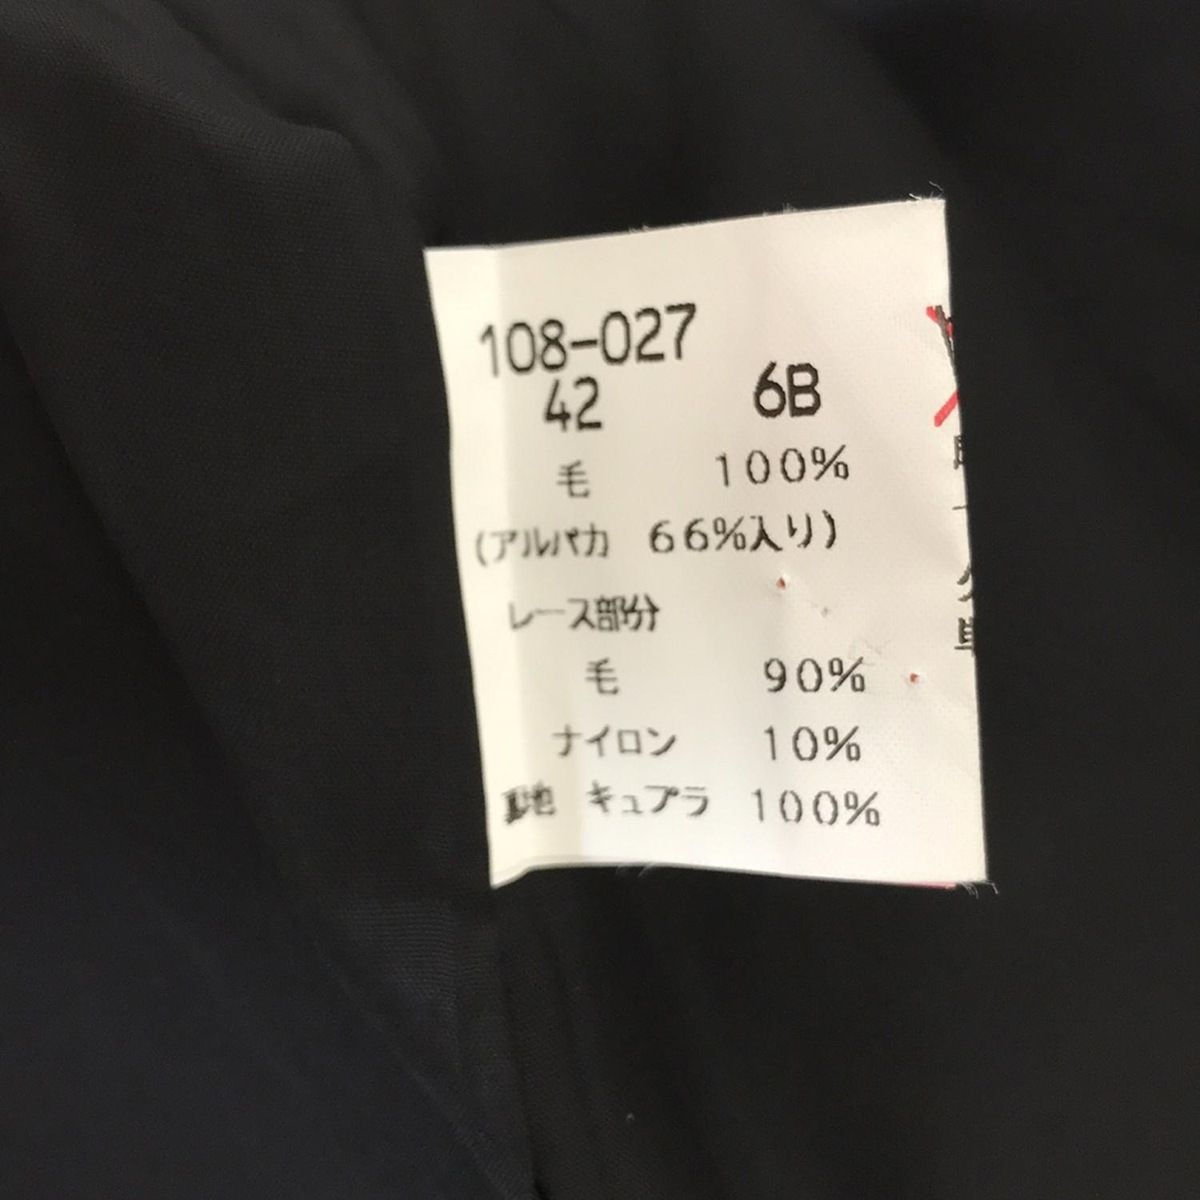 108-027
42 6B
毛 100%
(アルパカ 66%入り)
レース部分
毛 90%
ナイロン 10%
裏地 キュプラ 100%